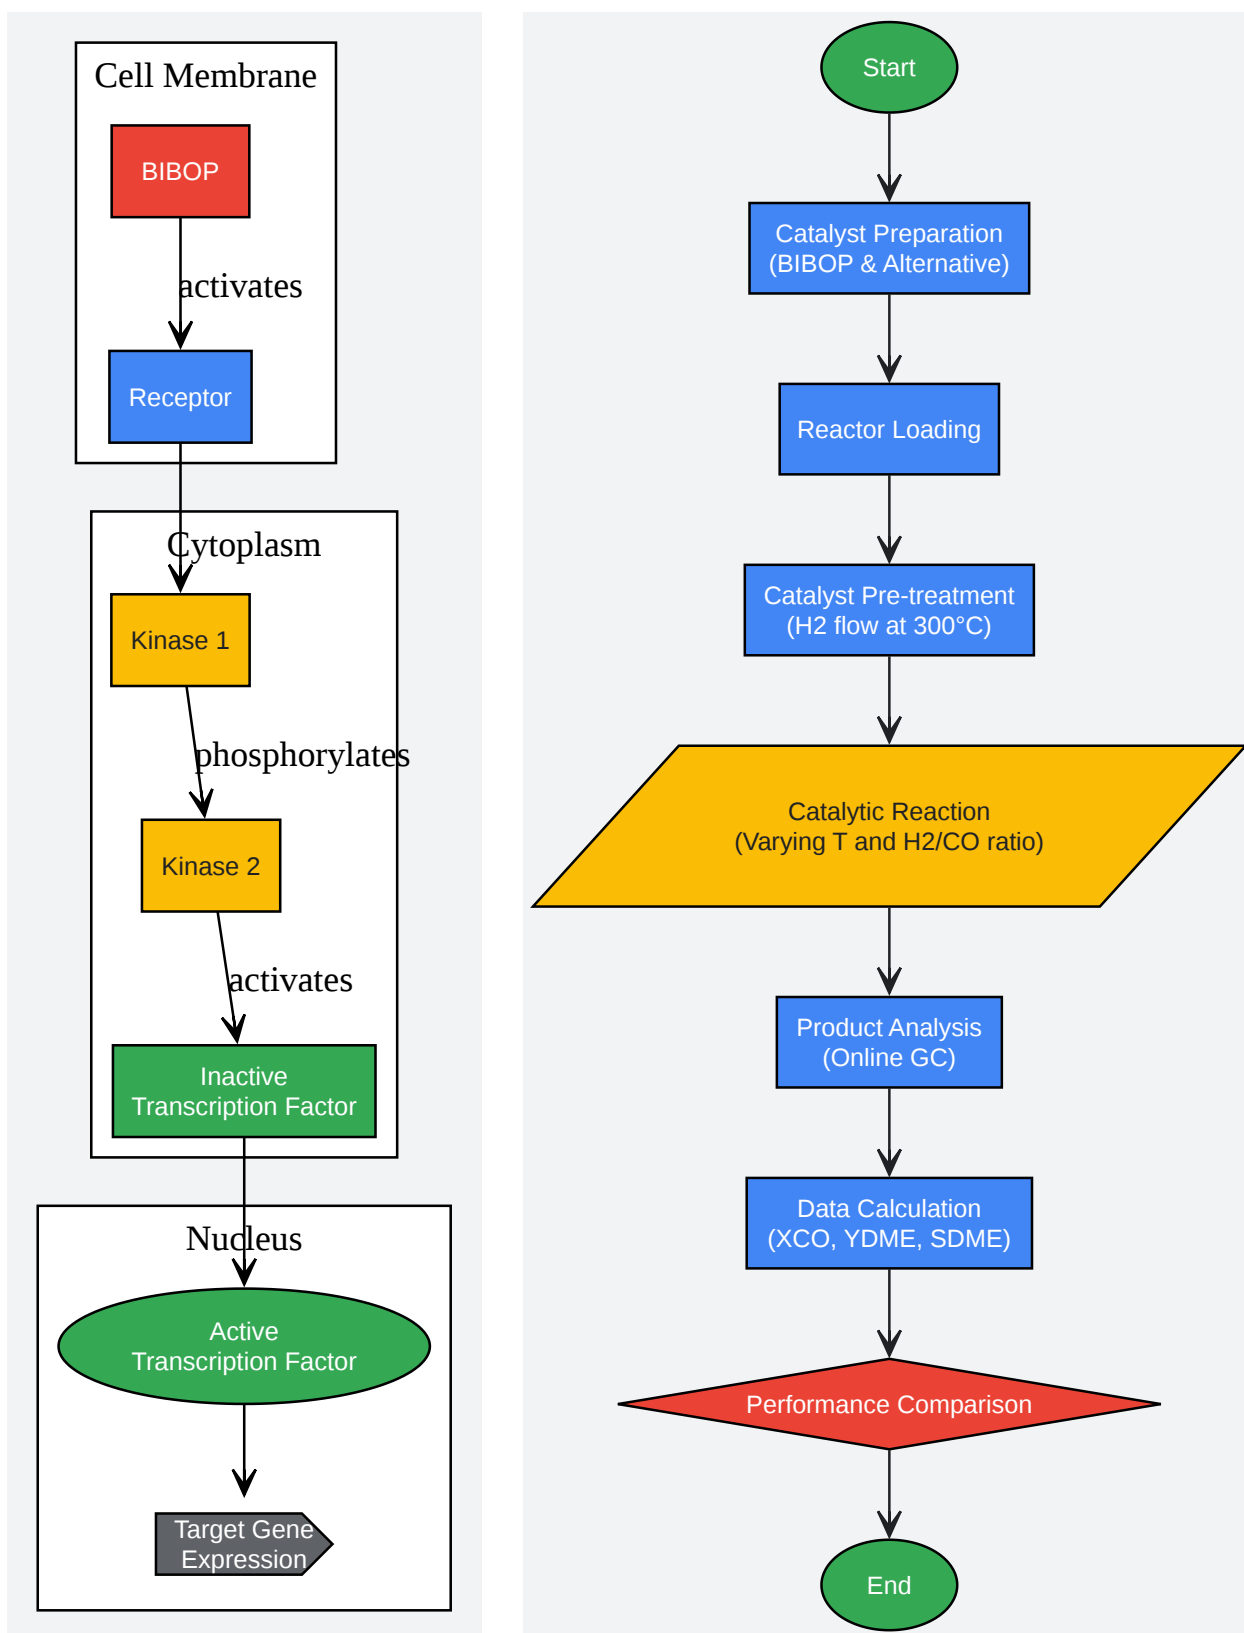 Cell Membrane
BIBOP
activates
Receptor
Cytoplasm
Kinase 1
phosphorylates
Kinase 2
activates
Inactive
Transcription Factor
Nucleus
Active
Transcription Factor
Target Gene
Expression
Start
Catalyst Preparation
(BIBOP & Alternative)
Reactor Loading
Catalyst Pre-treatment
(H2 flow at 300°C)
Catalytic Reaction
(Varying T and H2/CO ratio)
Product Analysis
(Online GC)
Data Calculation
(XCO, YDME, SDME)
Performance Comparison
End